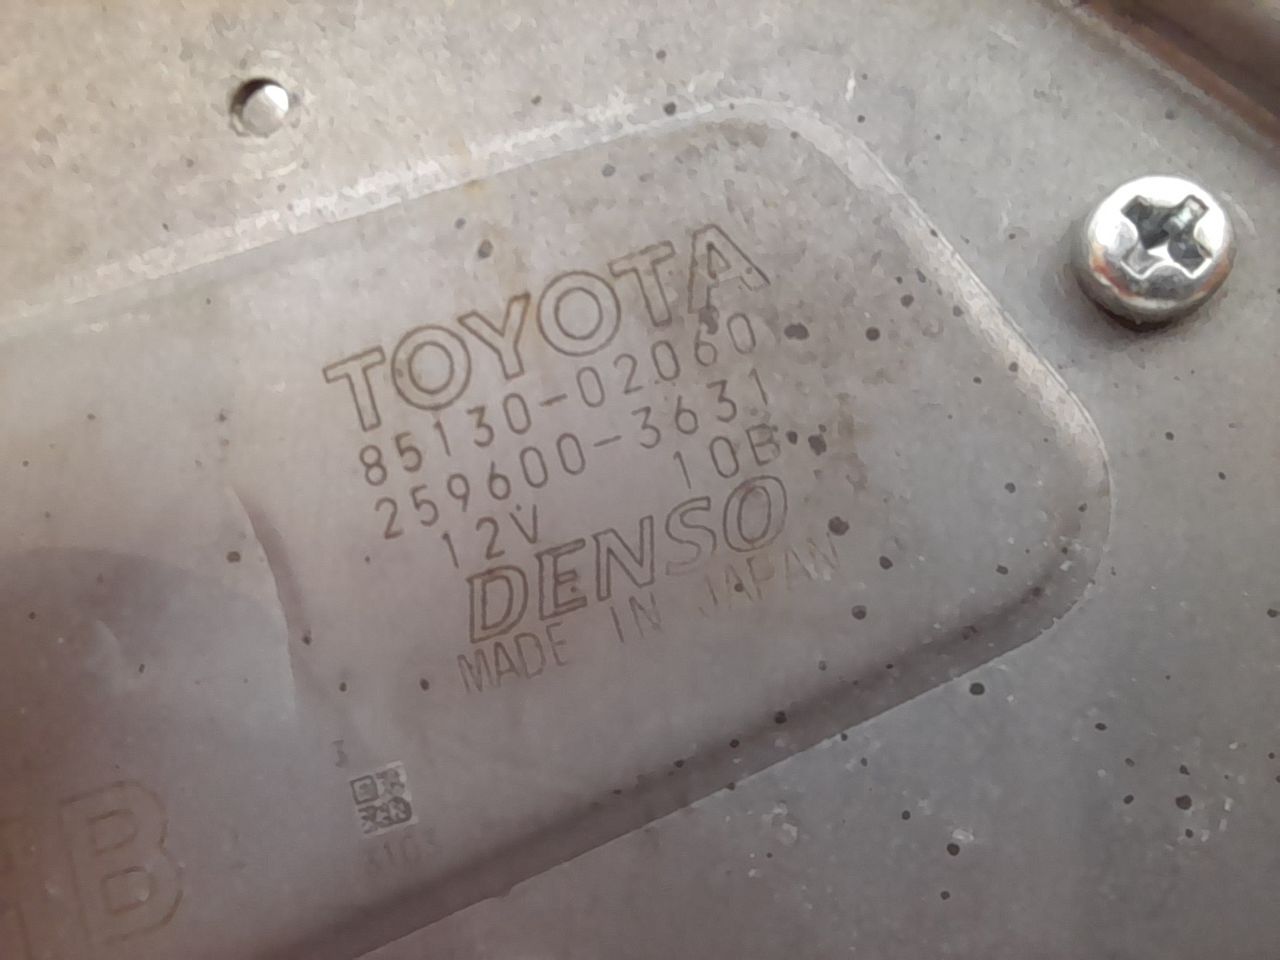 TOYOTA
85130-02060
259600-3631
12V 10B
DENSO
MADE IN JAPAN
I
B